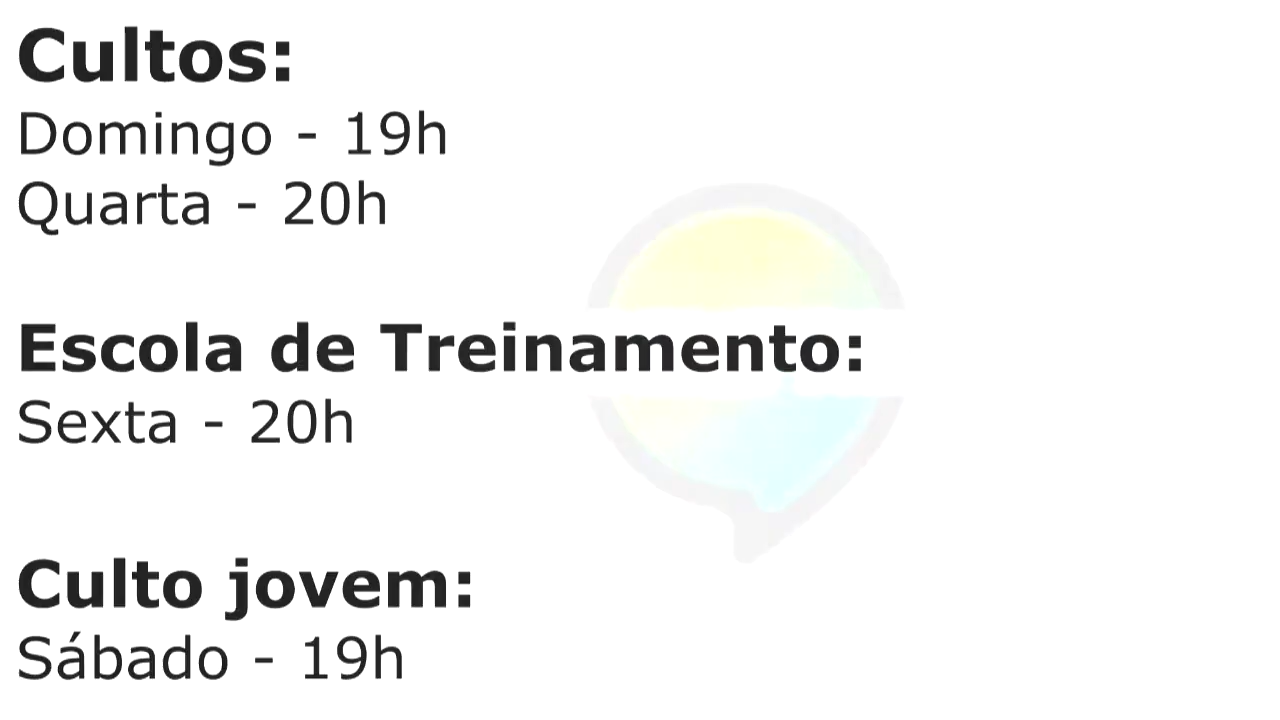 Cultos:
Domingo - 19h
Quarta - 20h
Escola de Treinamento:
Sexta - 20h
Culto jovem:
Sábado - 19h